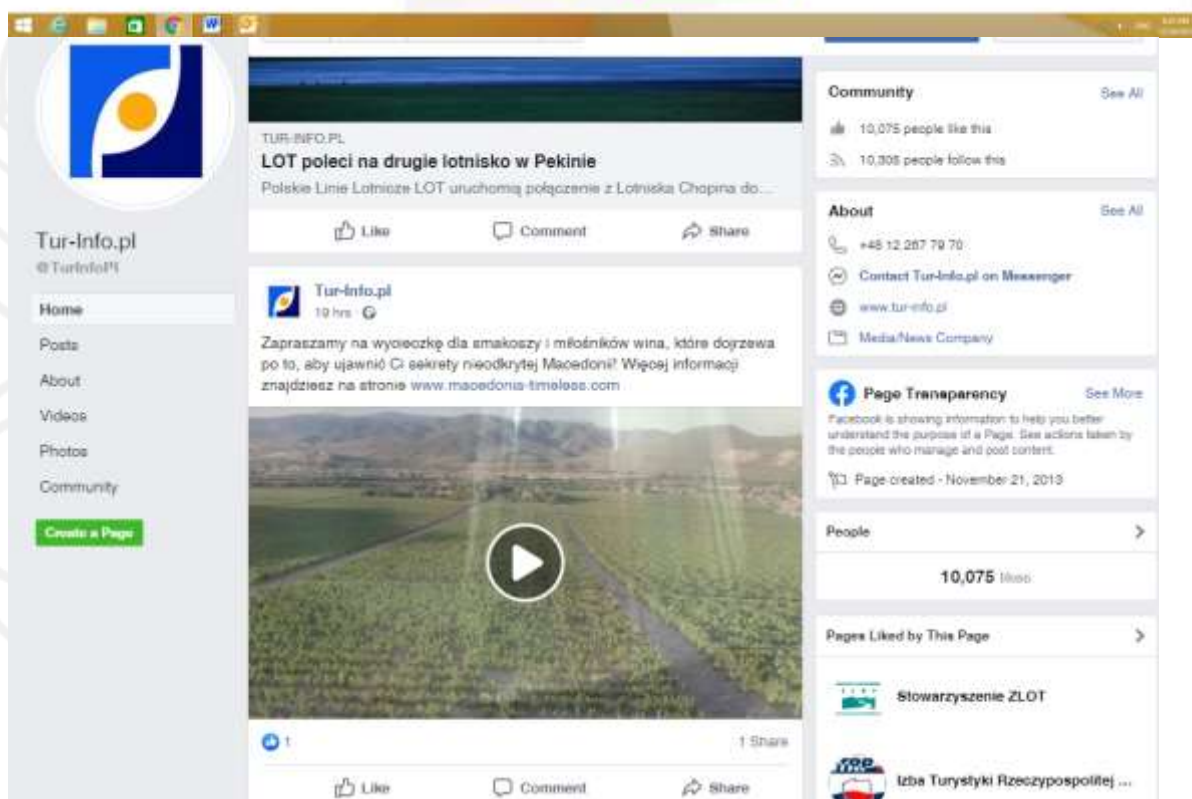 Tur-Info.pl
@TurInfoPl
Home
Posts
About
Videos
Photos
Community
Create a Page
TUR-INFO.PL
LOT poleci na drugie lotnisko w Pekinie
Polskie Linie Lotnicze LOT uruchomią połączenie z Lotniska Chopina do...
Like Comment Share
Tur-Info.pl
19 hrs
Zapraszamy na wycieczkę dla smakoszy i miłośników wina, które dojrzewa
po to, aby ujawnić Ci sekrety nieodkrytej Macedonii! Więcej informacji
znajdziesz na stronie www.macedonia-timeless.com
1
1 Share
Like Comment Share
Community See All
10,075 people like this
people follow this
About See All
+48 12 267 79 70
Contact Tur-Info.pl on Messenger
www.tur-info.pl
Media/News Company
Page Transparency See More
Facebook is showing information to help you better
understand the purpose of a Page. See actions taken by
the people who manage and post content.
Page created - November 21, 2013
People
10,075 likes
Pages Liked by This Page
Stowarzyszenie ZLOT
Izba Turystyki Rzeczypospolitej ...